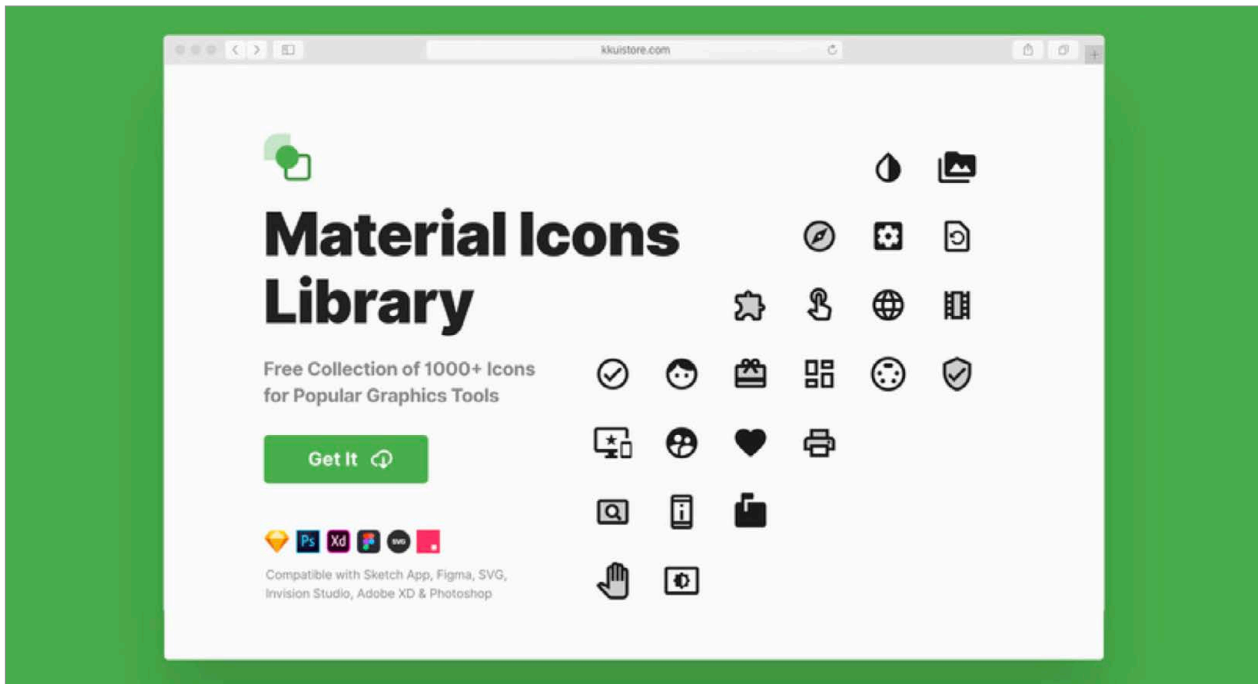 kkuistore.com
Material Icons
Library
Free Collection of 1000+ Icons
for Popular Graphics Tools
Get It
Ps Xd SVG
Compatible with Sketch App, Figma, SVG,
Invision Studio, Adobe XD & Photoshop